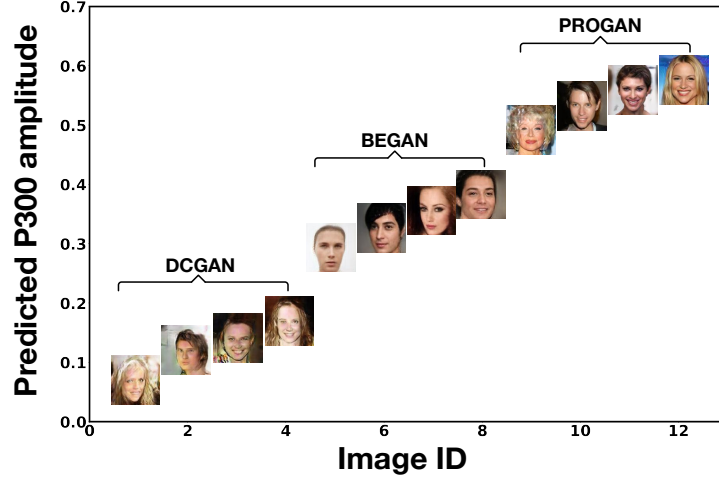 0.7
PROGAN
0.6
0.5
BEGAN
0.4
0.3
DCGAN
0.2
0.1
0.0
Predicted P300 amplitude
0 2 4 6 8 10 12
Image ID